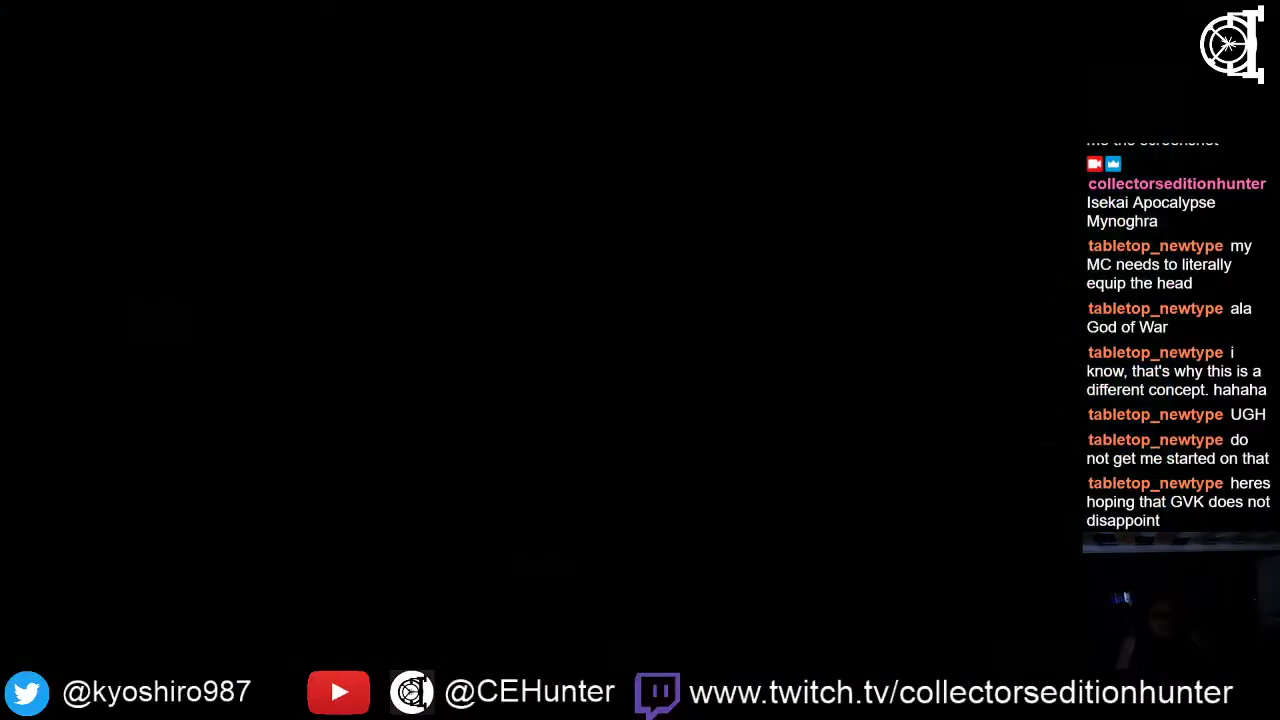 collectorseditionhunter
Isekai Apocalypse
Mynoghra
tabletop_newtype my
MC needs to literally
equip the head
tabletop_newtype ala
God of War
tabletop_newtype i
know, that's why this is a
different concept. hahaha
tabletop_newtype UGH
tabletop_newtype do
not get me started on that
tabletop_newtype heres
hoping that GVK does not
disappoint
@kyoshiro987 @CEHunter www.twitch.tv/collectorseditionhunter